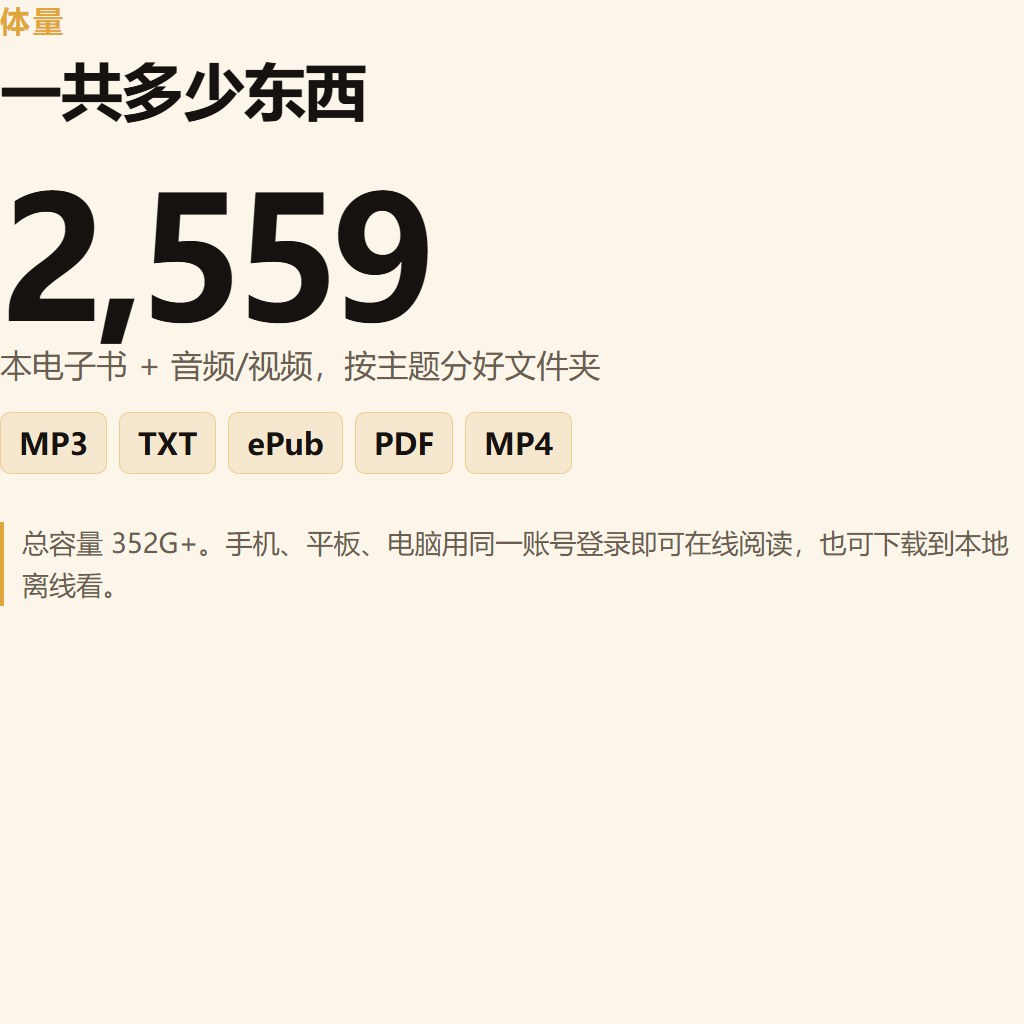 体量
一共多少东西
2,559
本电子书 + 音频/视频，按主题分好文件夹
MP3 TXT ePub PDF MP4
总容量 352G+。手机、平板、电脑用同一账号登录即可在线阅读，也可下载到本地
离线看。